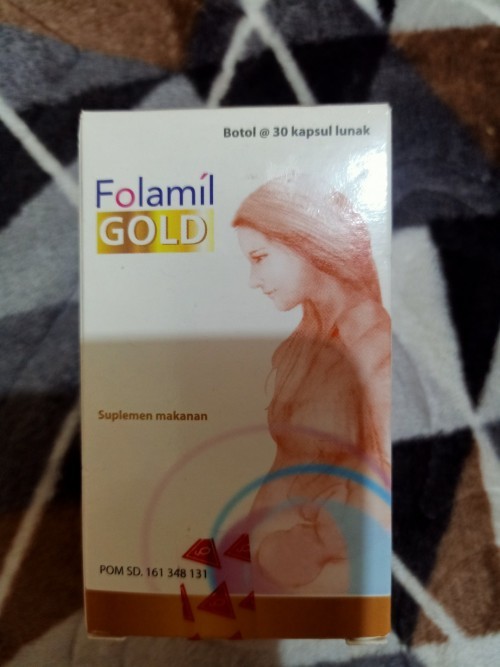 Botol @ 30 kapsul lunak
Folamil
GOLD
Suplemen makanan
POM SD. 161 348 131